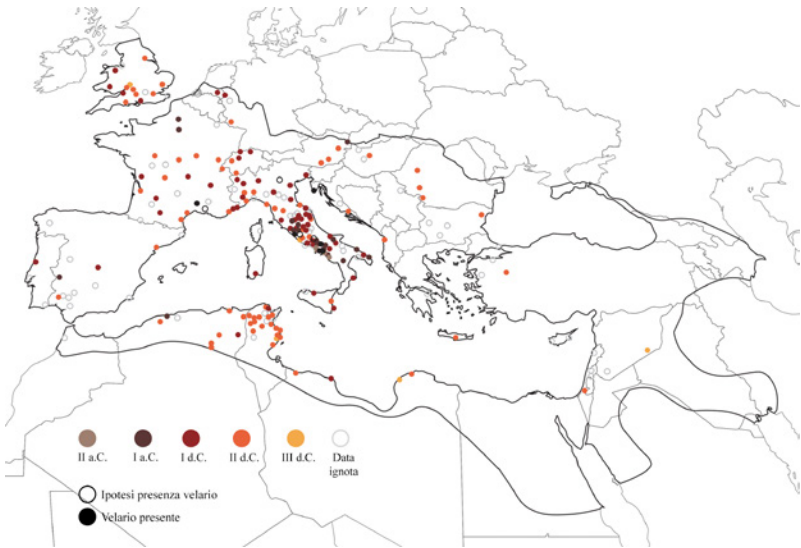 II a.C. I a.C. I d.C. II d.C. III d.C. Data
ignota
Ipotesi presenza velario
Velario presente